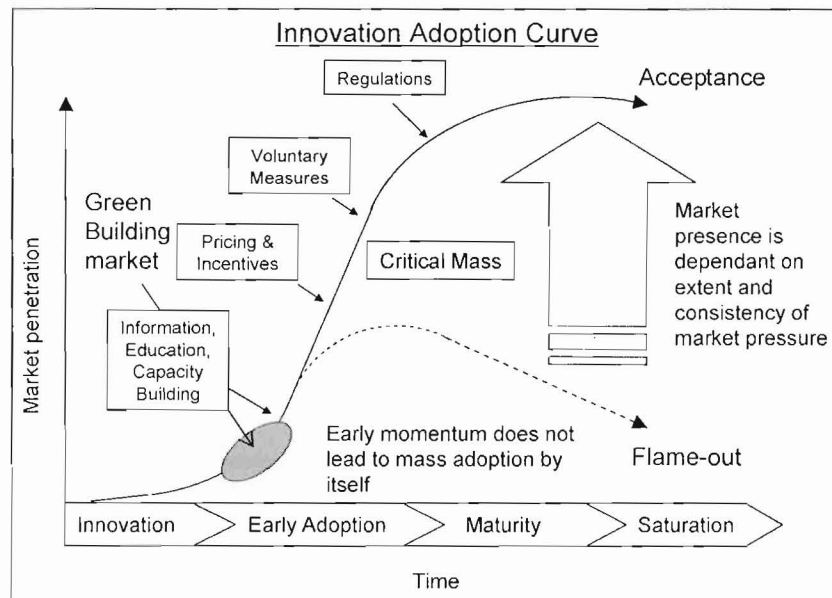 Innovation Adoption Curve
Regulations
Acceptance
Voluntary
Measures
Green
Building
market
Pricing &
Incentives
Critical Mass
Market
presence is
dependant on
extent and
consistency of
market pressure
Information,
Education,
Capacity
Building
Market penetration
Early momentum does not
lead to mass adoption by
itself
Flame-out
Innovation
Early Adoption
Maturity
Saturation
Time